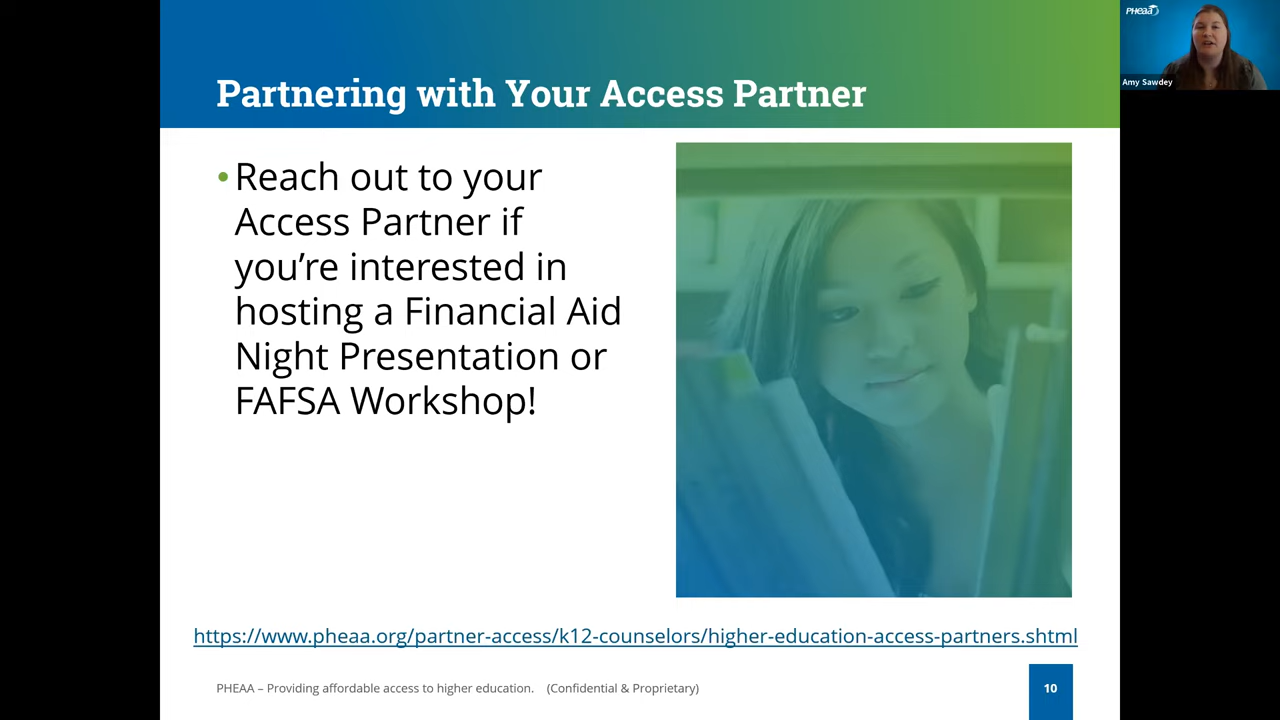 Partnering with Your Access Partner
PHEAA
Amy Sawdey
• Reach out to your
Access Partner if
you’re interested in
hosting a Financial Aid
Night Presentation or
FAFSA Workshop!
https://www.pheaa.org/partner-access/k12-counselors/higher-education-access-partners.shtml
PHEAA – Providing affordable access to higher education. (Confidential & Proprietary)
10